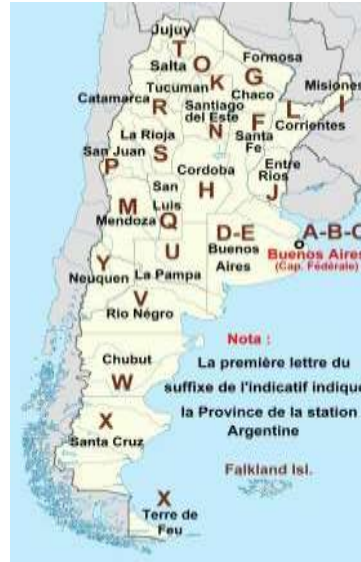 Jujuy
T
Salta
O
Formosa
G
Tucuman
K
Chaco
Misiones
I
Catamarca
R
Santiago
del Este
N
F
L
Corrientes
La Rioja
S
Santa
Fe
San Juan
P
Cordoba
H
Entre
Rios
J
San
Luis
Q
M
Mendoza
U
La Pampa
D-E
Buenos
Aires
A-B-C
Buenos Aires
(Cap. Fédérale)
Y
Neuquen
V
Rio Négro
Nota :
La première lettre du
suffixe de l'indicatif indique
la Province de la station
Argentine
Chubut
W
X
Santa Cruz
Falkland Isl.
X
Terre de
Feu